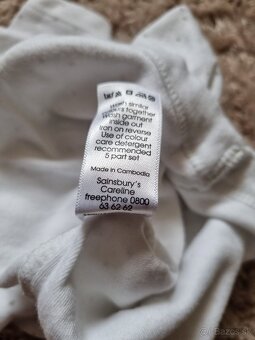 Wash similar
colours together
Wash garment
inside out
Iron on reverse
Use of colour
care detergent
recommended
5 part set
Made in Cambodia
Sainsbury's
Careline
freephone 0800
63 62 62